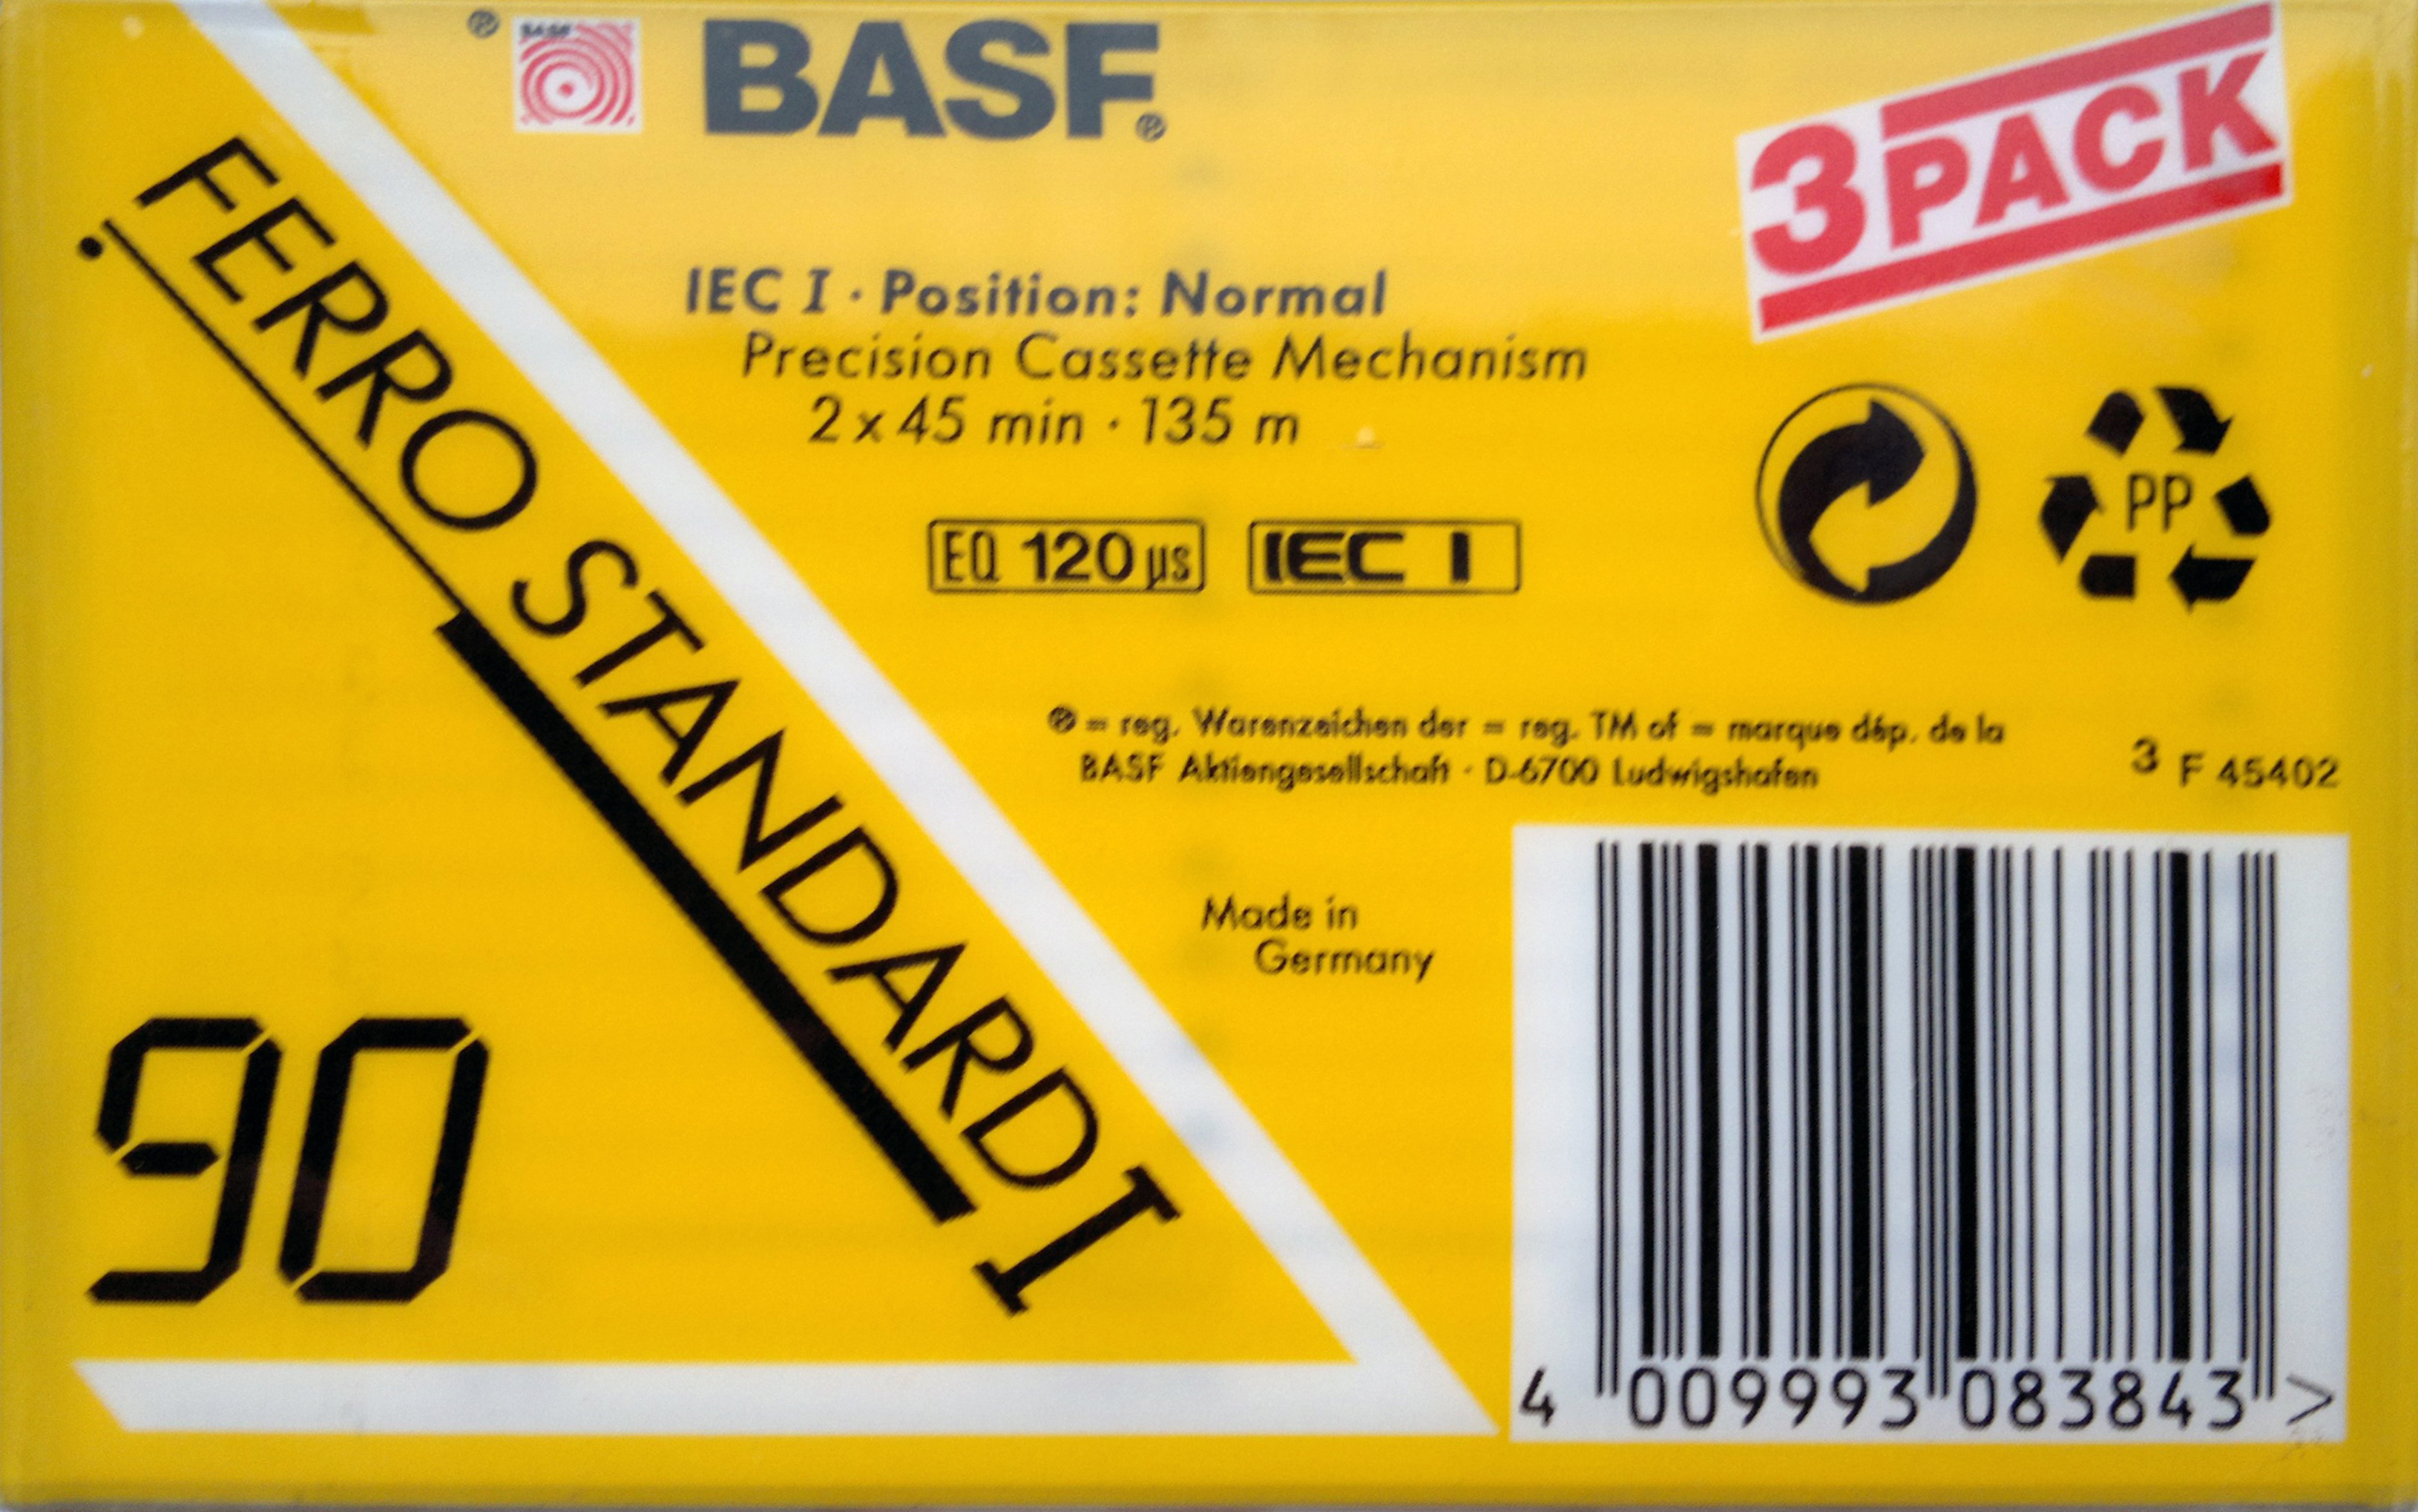 ® BASF BASF®
3 PACK
FERRO STANDARD I
IEC I · Position: Normal
Precision Cassette Mechanism
2 x 45 min · 135 m
EQ 120 µs IEC I
PP
® = reg. Warenzeichen der = reg. TM of = marque dép. de la
BASF Aktiengesellschaft · D-6700 Ludwigshafen
3 F 45402
Made in
Germany
90
4 009993 083843 >